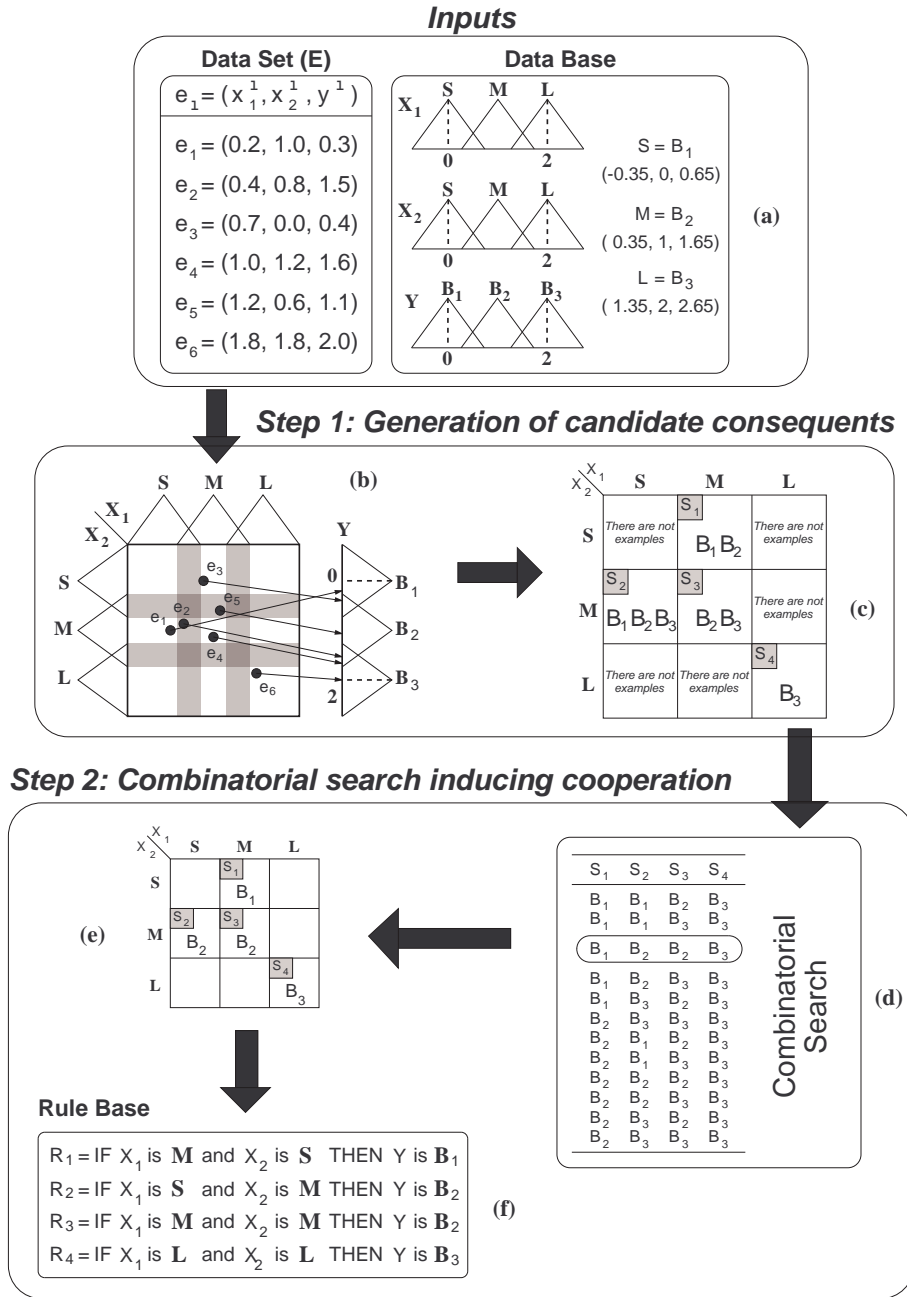 Inputs
Data Set (E)
e1 = (x1^1, x2^1, y^1)
e1 = (0.2, 1.0, 0.3)
e2 = (0.4, 0.8, 1.5)
e3 = (0.7, 0.0, 0.4)
e4 = (1.0, 1.2, 1.6)
e5 = (1.2, 0.6, 1.1)
e6 = (1.8, 1.8, 2.0)
Data Base
S M L
X1
0 2
S M L
X2
0 2
B1 B2 B3
Y
0 2
S = B1
(-0.35, 0, 0.65)
M = B2
( 0.35, 1, 1.65)
L = B3
( 1.35, 2, 2.65)
(a)
Step 1: Generation of candidate consequents
(b)
S M L
X1
X2
Y
S
M
L
e3
e5
e2
e1
e4
e6
0
B1
B2
B3
2
X1
X2
S M L
S
There are not
examples
S1
B1 B2
There are not
examples
M
S2
B1 B2 B3
S3
B2 B3
There are not
examples
L
There are not
examples
There are not
examples
S4
B3
(c)
Step 2: Combinatorial search inducing cooperation
X1
X2
S M L
S
S1
B1
M
S2
B2
S3
B2
L
S4
B3
(e)
S1 S2 S3 S4
B1 B1 B2 B3
B1 B1 B3 B3
B1 B2 B2 B3
B1 B2 B3 B3
B1 B3 B2 B3
B2 B3 B3 B3
B2 B1 B2 B3
B2 B1 B3 B3
B2 B2 B2 B3
B2 B2 B3 B3
B2 B3 B2 B3
B2 B3 B3 B3
Combinatorial
Search
(d)
Rule Base
R1 = IF X1 is M and X2 is S THEN Y is B1
R2 = IF X1 is S and X2 is M THEN Y is B2
R3 = IF X1 is M and X2 is M THEN Y is B2
R4 = IF X1 is L and X2 is L THEN Y is B3
(f)